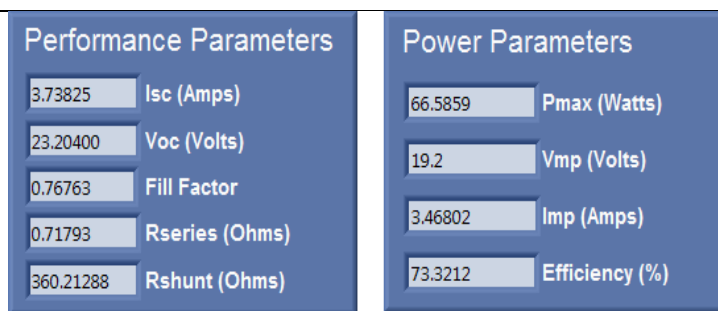 Performance Parameters
3.73825 Isc (Amps)
23.20400 Voc (Volts)
0.76763 Fill Factor
0.71793 Rseries (Ohms)
360.21288 Rshunt (Ohms)
Power Parameters
66.5859 Pmax (Watts)
19.2 Vmp (Volts)
3.46802 Imp (Amps)
73.3212 Efficiency (%)